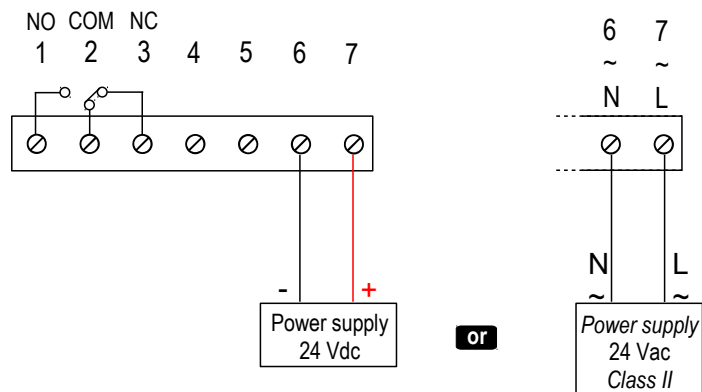 NO COM NC
1 2 3 4 5 6 7
- +
Power supply
24 Vdc
or
6 7
~ ~
N L
N L
~ ~
Power supply
24 Vac
Class II